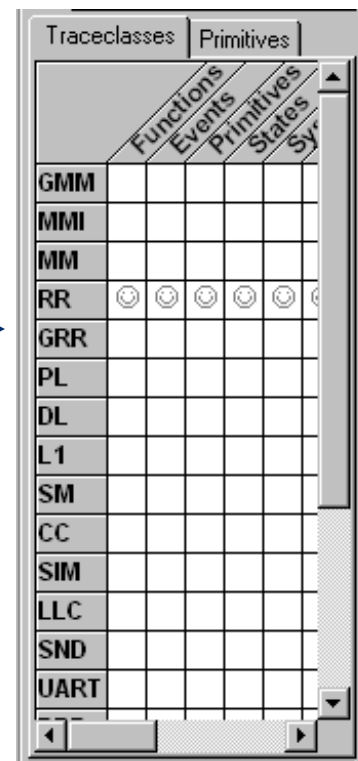 Traceclasses Primitives
Functions Events Primitives States
GMM
MMI
MM
RR
GRR
PL
DL
L1
SM
CC
SIM
LLC
SND
UART